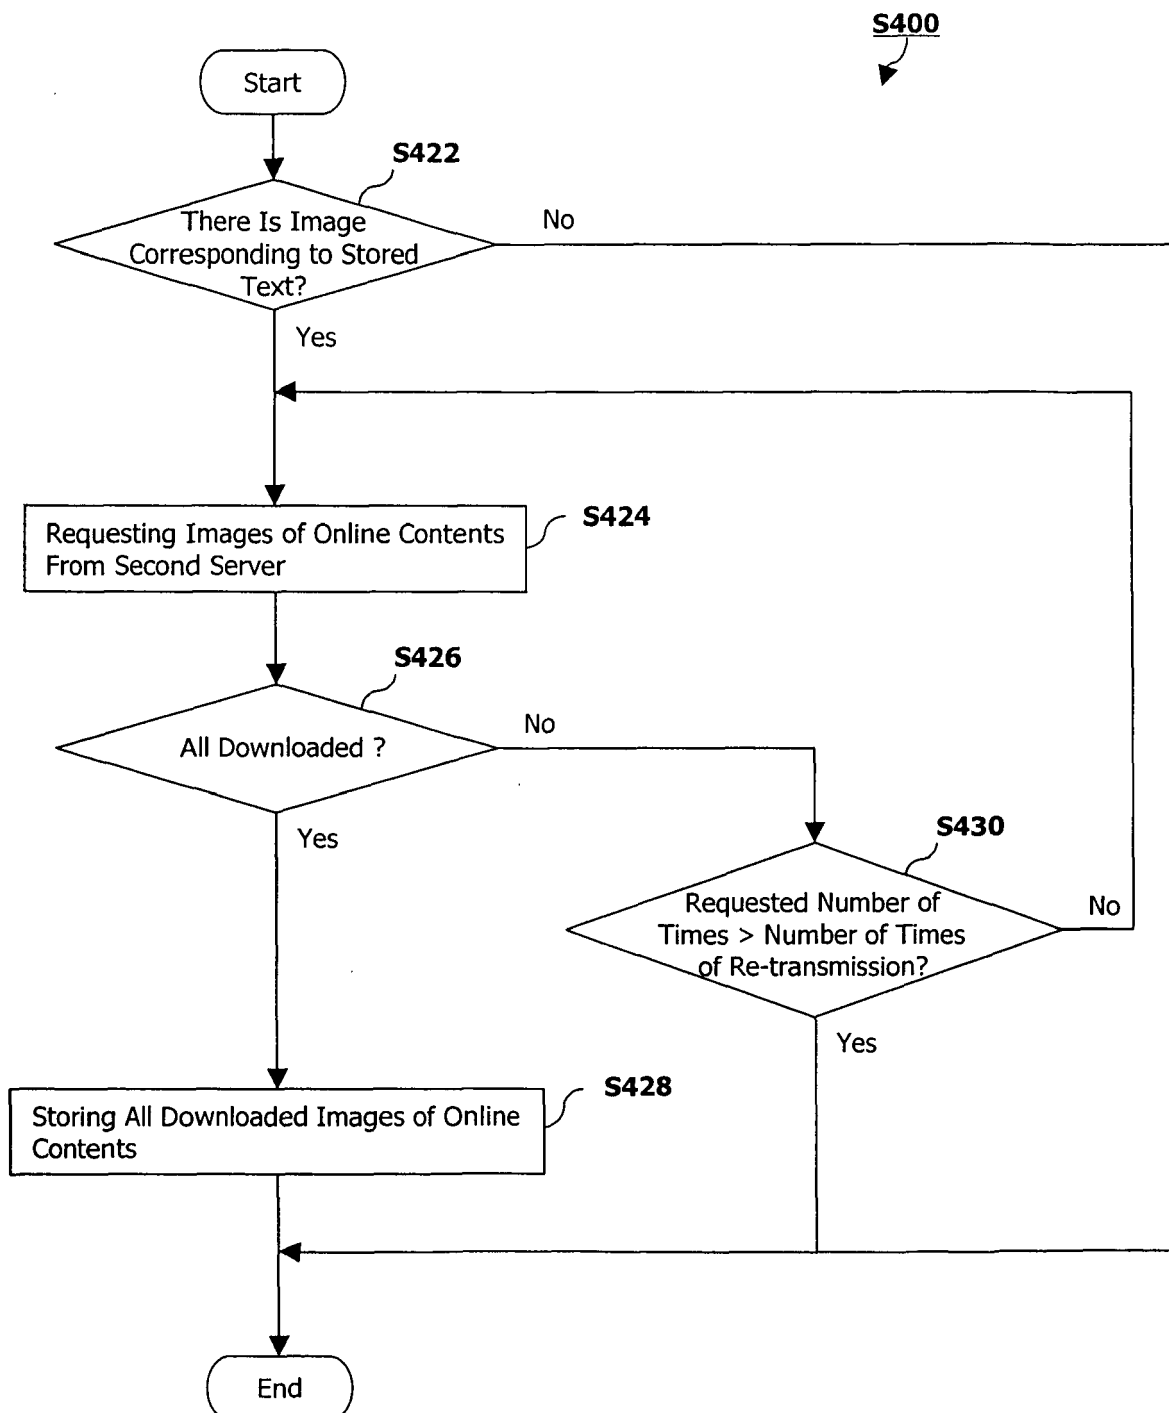 S400
Start
S422
There Is Image
Corresponding to Stored
Text?
No
Yes
Requesting Images of Online Contents
From Second Server
S424
S426
All Downloaded ?
No
Yes
S430
Requested Number of
Times > Number of Times
of Re-transmission?
No
Yes
S428
Storing All Downloaded Images of Online
Contents
End